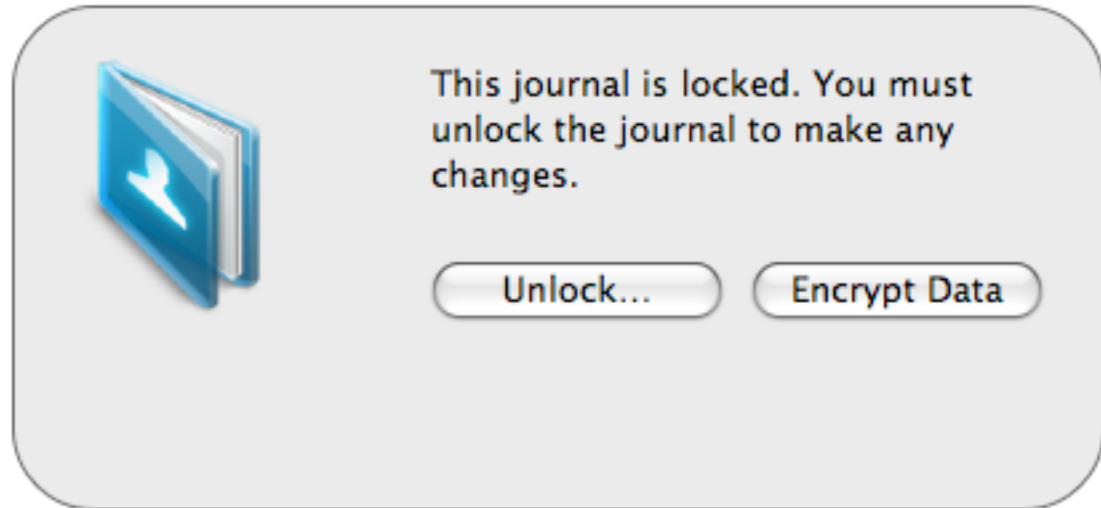 This journal is locked. You must
unlock the journal to make any
changes.
Unlock...
Encrypt Data